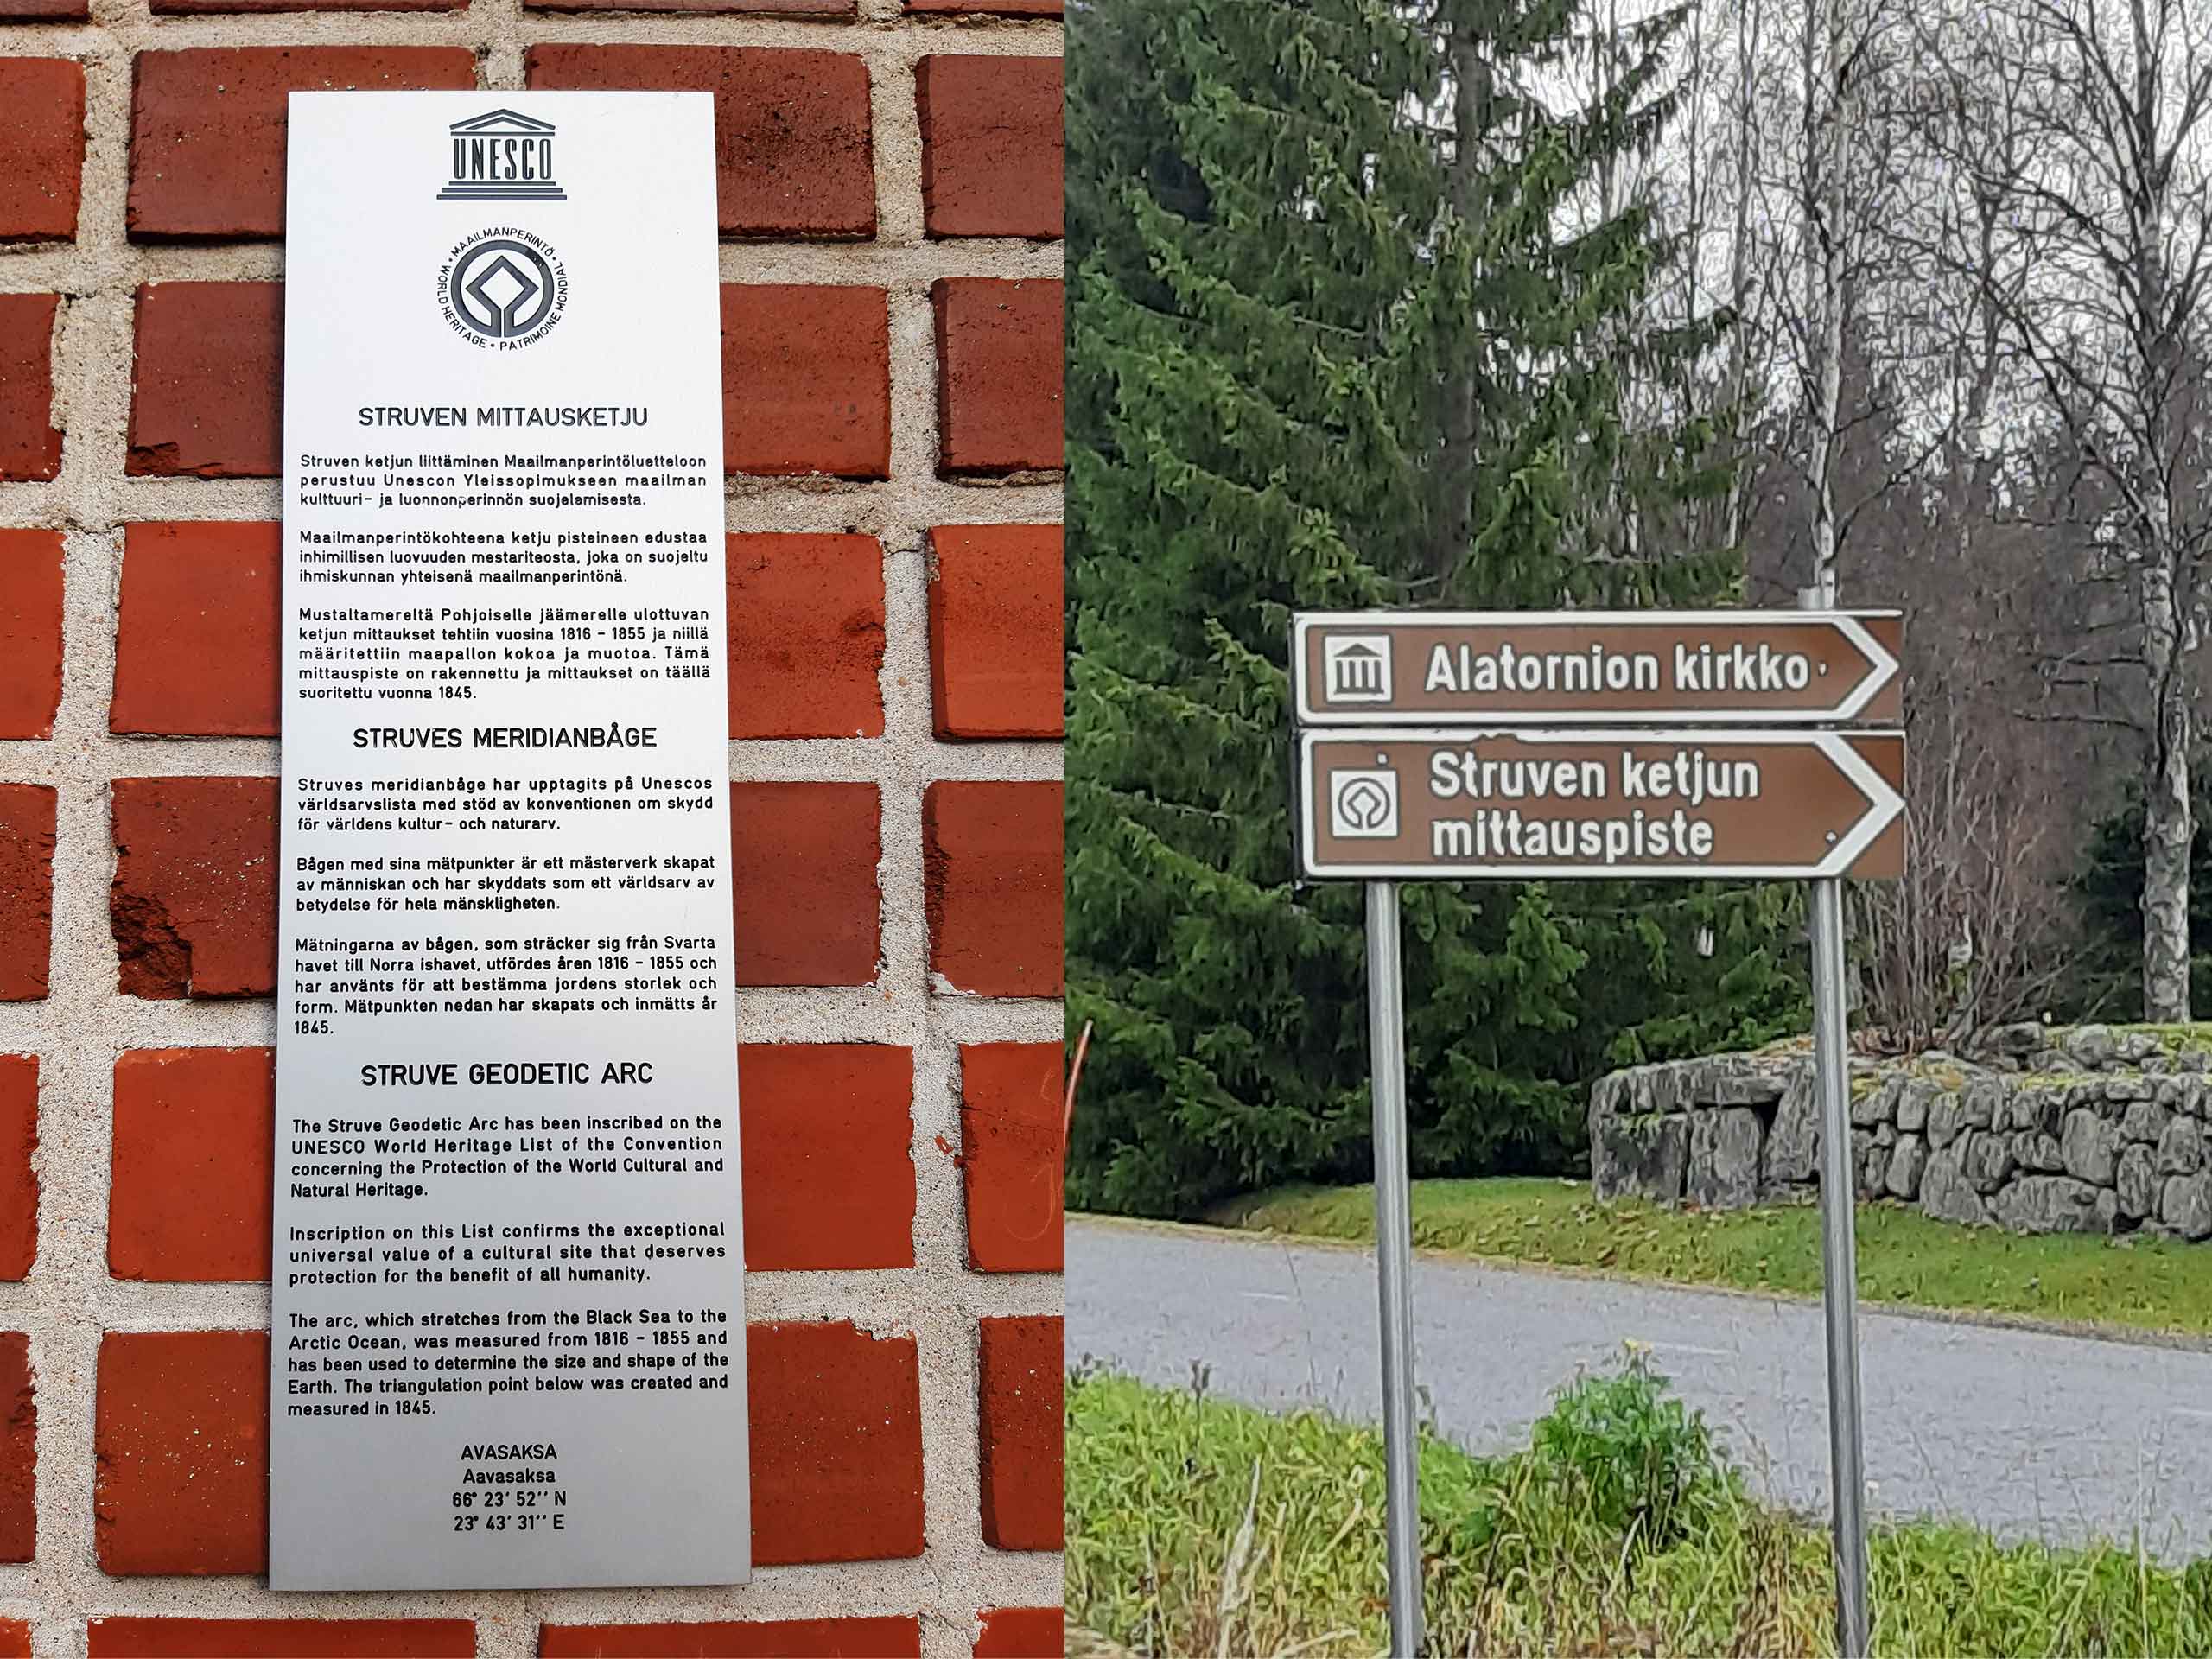 UNESCO
• MAAILMANPERINTÖ • WORLD HERITAGE • PATRIMOINE MONDIAL
STRUVEN MITTAUSKETJU
Struven ketjun liittäminen Maailmanperintöluetteloon
perustuu Unescon Yleissopimukseen maailman
kulttuuri- ja luonnonperinnön suojelemisesta.
Maailmanperintökohteena ketju pisteineen edustaa
inhimillisen luovuuden mestariteosta, joka on suojeltu
ihmiskunnan yhteisenä maailmanperintönä.
Mustaltamereltä Pohjoiselle jäämerelle ulottuvan
ketjun mittaukset tehtiin vuosina 1816 - 1855 ja niillä
määritettiin maapallon kokoa ja muotoa. Tämä
mittauspiste on rakennettu ja mittaukset on täällä
suoritettu vuonna 1845.
STRUVES MERIDIANBÅGE
Struves meridianbåge har upptagits på Unescos
världsarvslista med stöd av konventionen om skydd
för världens kultur- och naturarv.
Bågen med sina mätpunkter är ett mästerverk skapat
av människan och har skyddats som ett världsarv av
betydelse för hela mänskligheten.
Mätningarna av bågen, som sträcker sig från Svarta
havet till Norra ishavet, utfördes åren 1816 - 1855 och
har använts för att bestämma jordens storlek och
form. Mätpunkten nedan har skapats och inmätts år
1845.
STRUVE GEODETIC ARC
The Struve Geodetic Arc has been inscribed on the
UNESCO World Heritage List of the Convention
concerning the Protection of the World Cultural and
Natural Heritage.
Inscription on this List confirms the exceptional
universal value of a cultural site that deserves
protection for the benefit of all humanity.
The arc, which stretches from the Black Sea to the
Arctic Ocean, was measured from 1816 - 1855 and
has been used to determine the size and shape of the
Earth. The triangulation point below was created and
measured in 1845.
AVASAKSA
Aavasaksa
66° 23' 52'' N
23° 43' 31'' E
Alatornion kirkko
Struven ketjun
mittauspiste